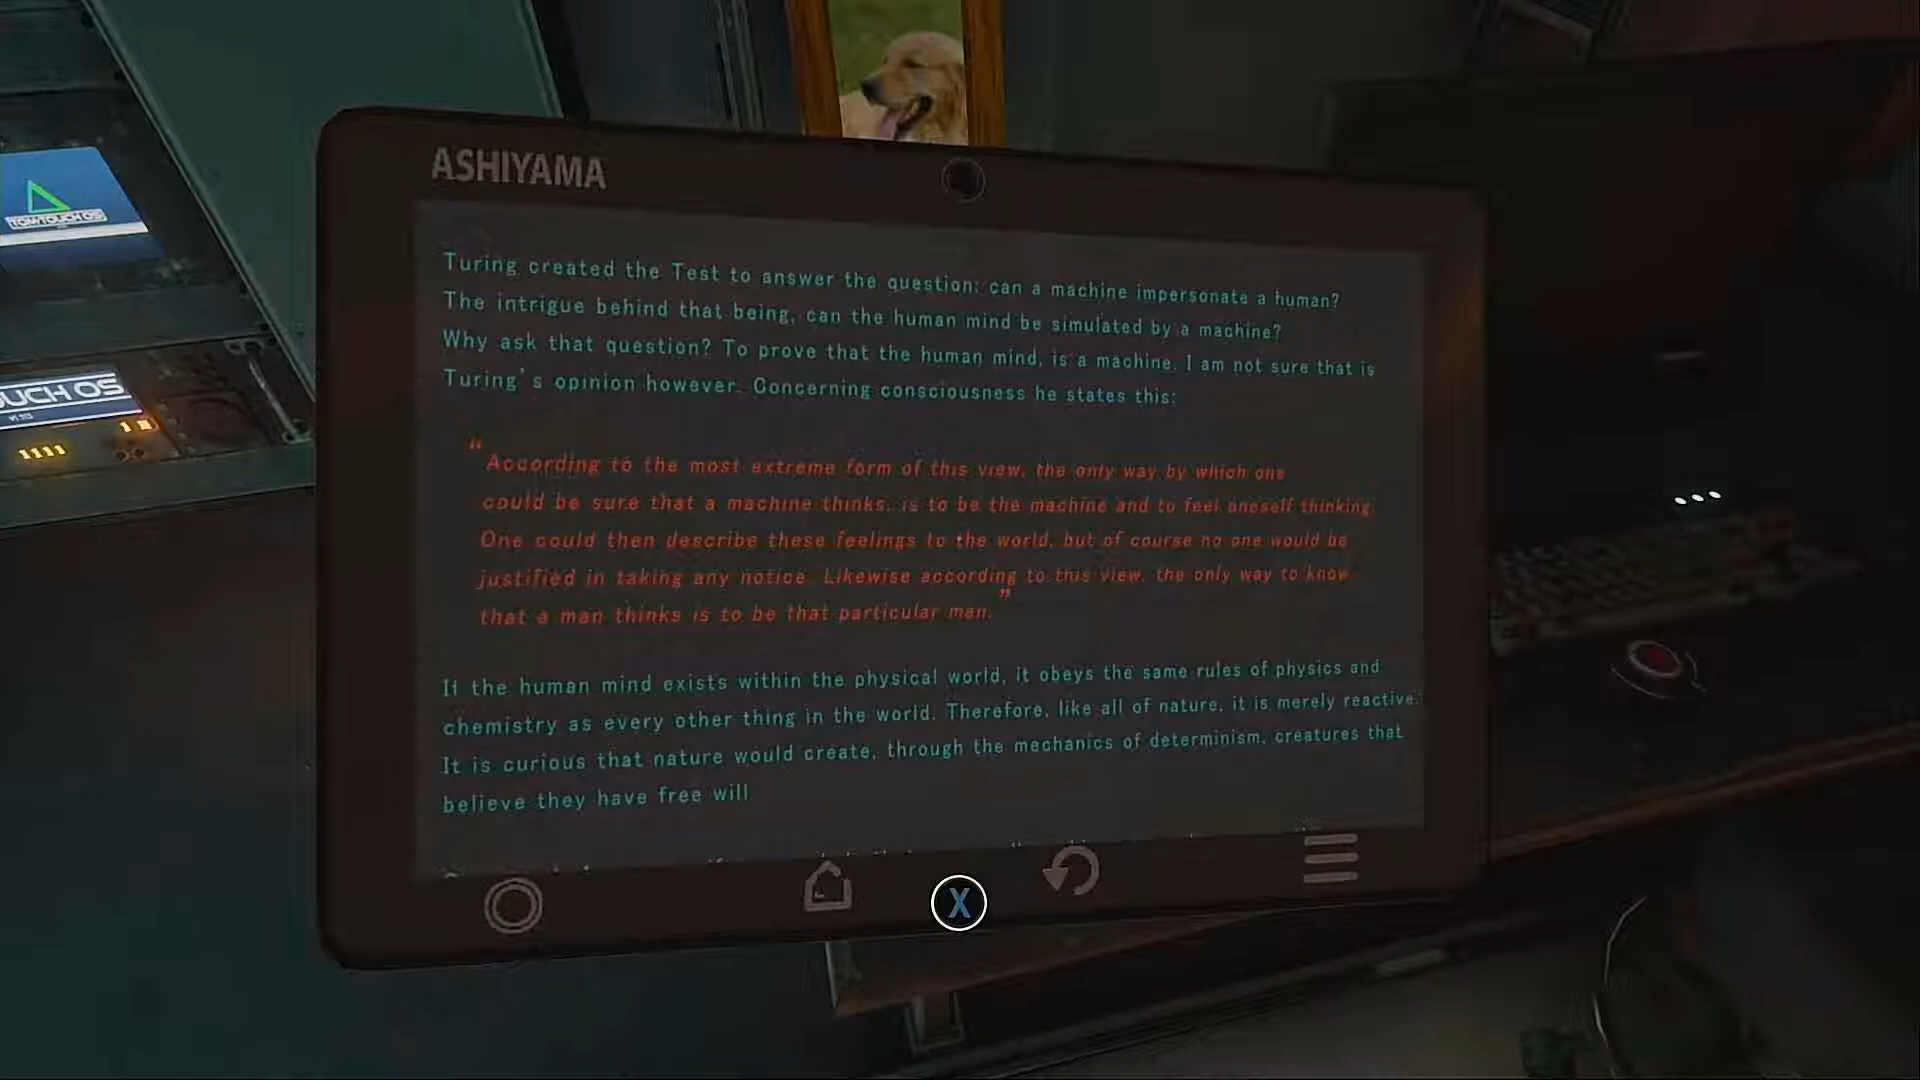 ASHIYAMA
TOMTOUCH OS
OUCH OS
Turing created the Test to answer the question: can a machine impersonate a human?
The intrigue behind that being, can the human mind be simulated by a machine?
Why ask that question? To prove that the human mind, is a machine. I am not sure that is
Turing's opinion however. Concerning consciousness he states this:
“According to the most extreme form of this view, the only way by which one
could be sure that a machine thinks, is to be the machine and to feel oneself thinking.
One could then describe these feelings to the world, but of course no one would be
justified in taking any notice. Likewise according to this view, the only way to know
that a man thinks is to be that particular man.”
If the human mind exists within the physical world, it obeys the same rules of physics and
chemistry as every other thing in the world. Therefore, like all of nature, it is merely reactive.
It is curious that nature would create, through the mechanics of determinism, creatures that
believe they have free will
X